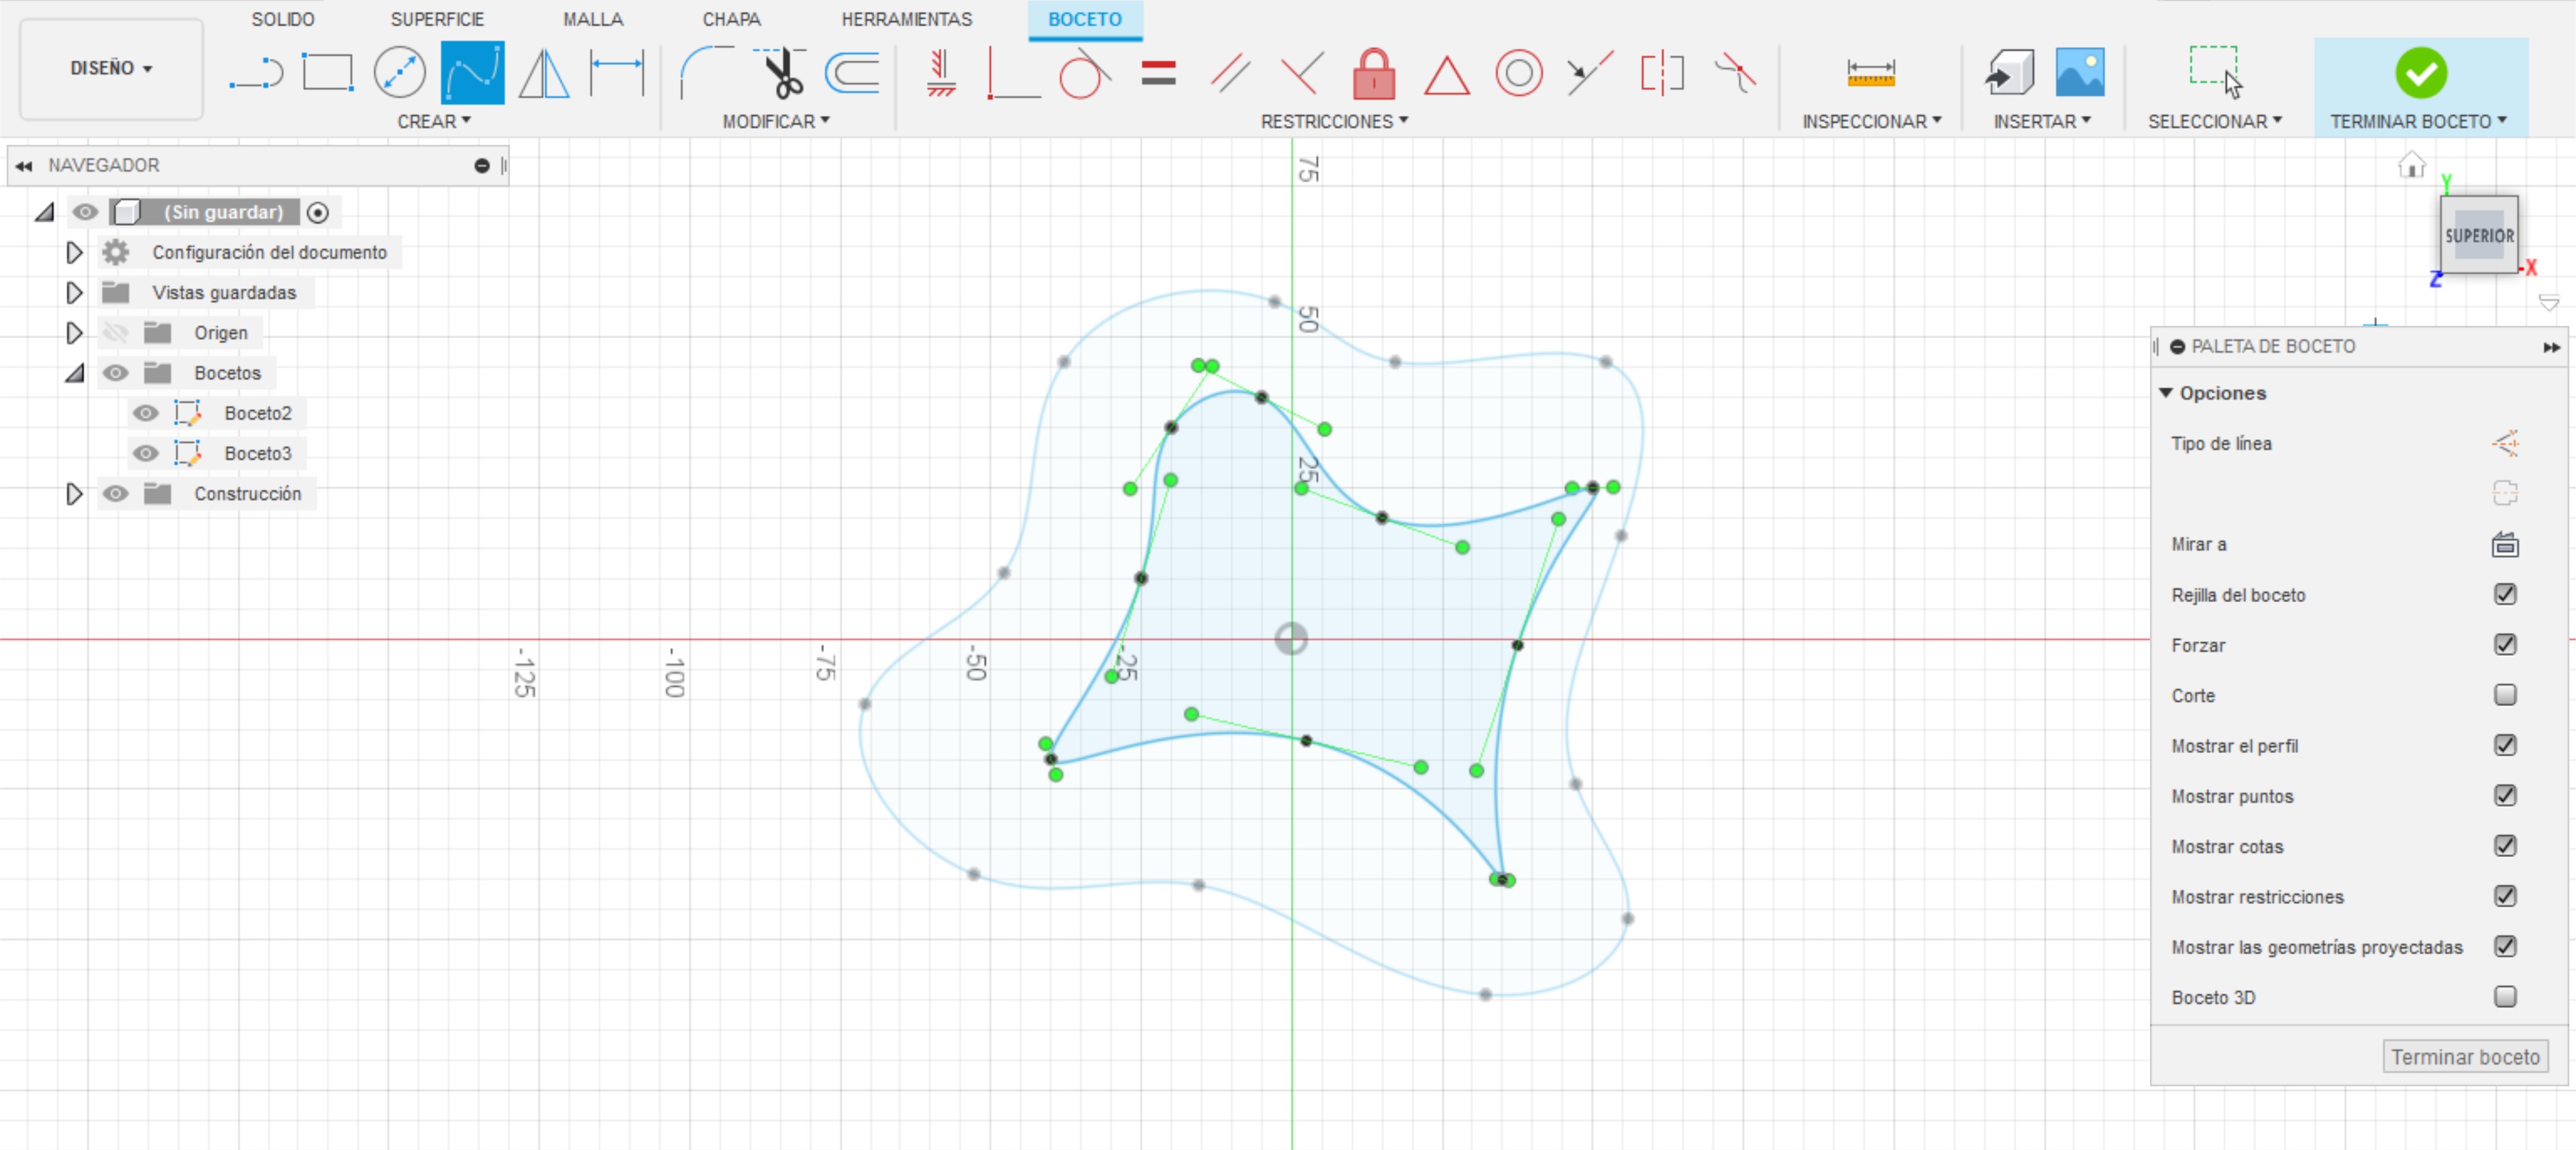 SOLIDO SUPERFICIE MALLA CHAPA HERRAMIENTAS BOCETO
DISEÑO
CREAR MODIFICAR RESTRICCIONES INSPECCIONAR INSERTAR SELECCIONAR TERMINAR BOCETO
NAVEGADOR
(Sin guardar)
Configuración del documento
Vistas guardadas
Origen
Bocetos
Boceto2
Boceto3
Construcción
75
50
25
-125
-100
-75
-50
-25
Y
SUPERIOR
X
Z
PALETA DE BOCETO
Opciones
Tipo de línea
Mirar a
Rejilla del boceto
Forzar
Corte
Mostrar el perfil
Mostrar puntos
Mostrar cotas
Mostrar restricciones
Mostrar las geometrías proyectadas
Boceto 3D
Terminar boceto